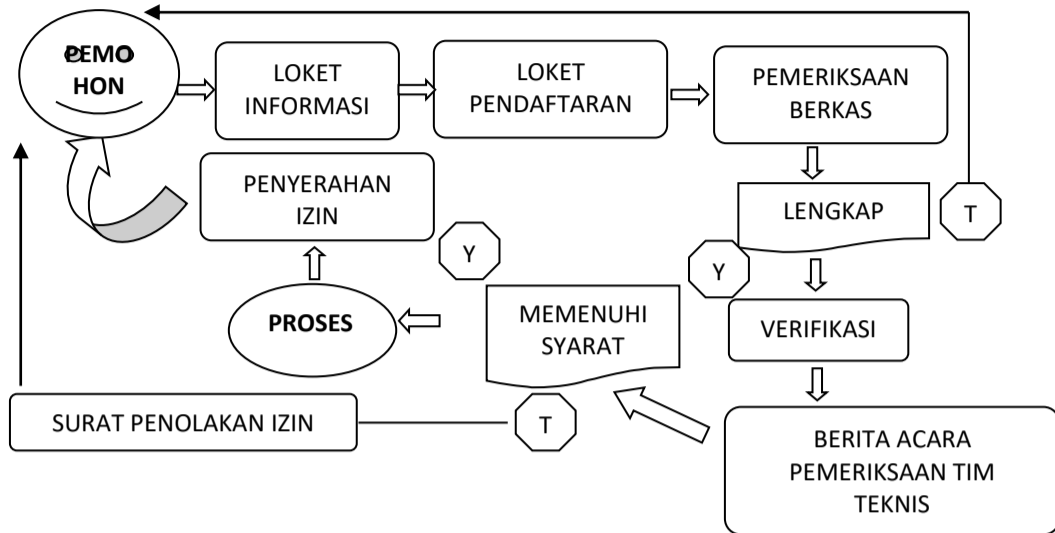 PEMO
HON
LOKET
INFORMASI
LOKET
PENDAFTARAN
PEMERIKSAAN
BERKAS
LENGKAP
T
Y
VERIFIKASI
BERITA ACARA
PEMERIKSAAN TIM
TEKNIS
MEMENUHI
SYARAT
Y
T
PROSES
PENYERAHAN
IZIN
SURAT PENOLAKAN IZIN